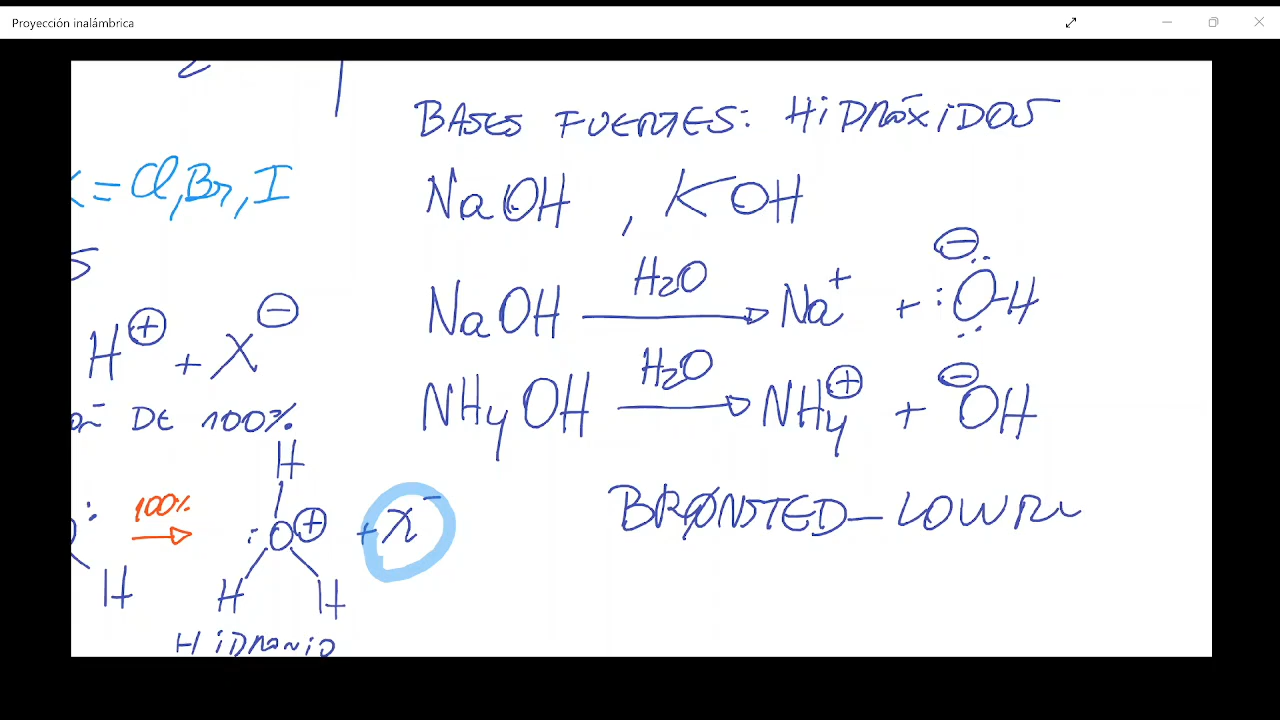 Proyección inalámbrica
BASES FUERTES: HIDRÓXIDOS
= Cl, Br, I
NaOH , KOH
NaOH H2O → Na+ + ⊖ :O-H
H⊕ + X⊖
NH4OH H2O → NH4⊕ + ⊖OH
DE 100%
H
100% → :O⊕ + X-
BRØNSTED-LOWRY
H H H
HIDRONIO